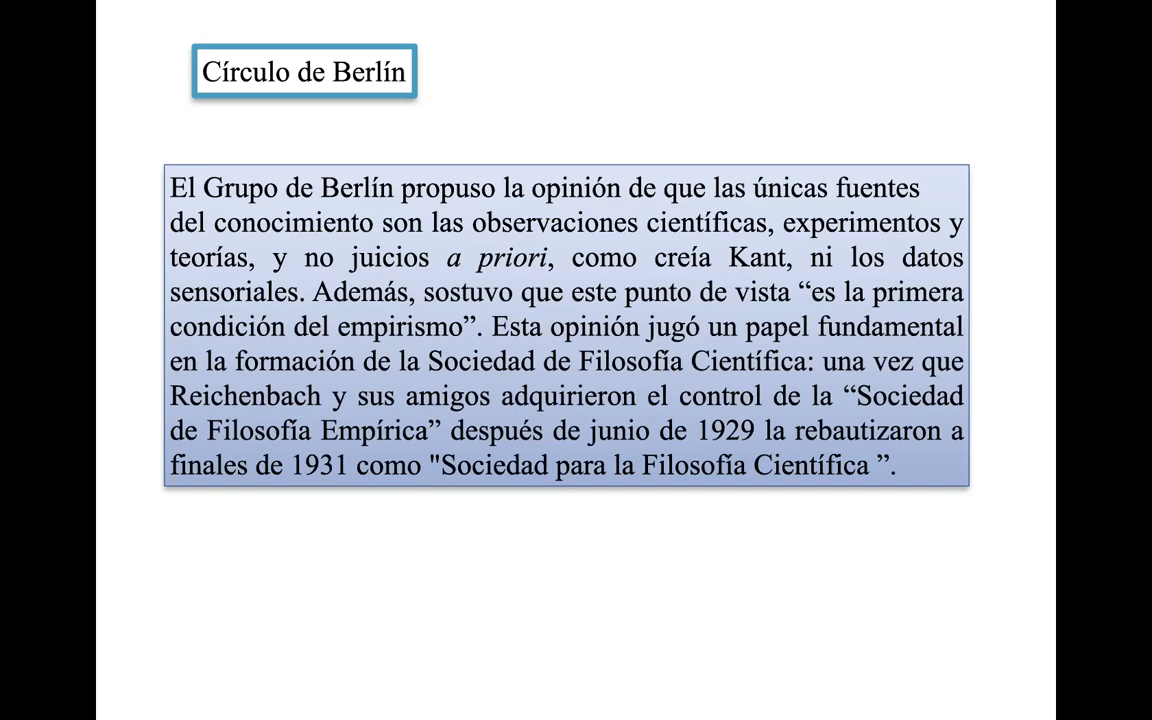 Círculo de Berlín
El Grupo de Berlín propuso la opinión de que las únicas fuentes
del conocimiento son las observaciones científicas, experimentos y
teorías, y no juicios a priori, como creía Kant, ni los datos
sensoriales. Además, sostuvo que este punto de vista “es la primera
condición del empirismo”. Esta opinión jugó un papel fundamental
en la formación de la Sociedad de Filosofía Científica: una vez que
Reichenbach y sus amigos adquirieron el control de la “Sociedad
de Filosofía Empírica” después de junio de 1929 la rebautizaron a
finales de 1931 como "Sociedad para la Filosofía Científica ”.